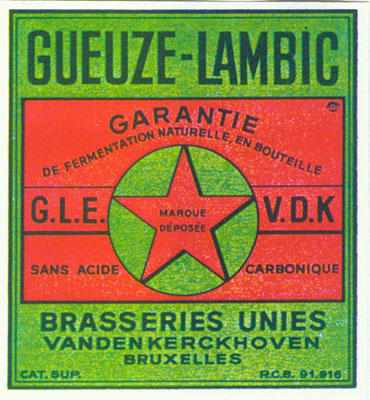 GUEUZE-LAMBIC
GARANTIE
DE FERMENTATION NATURELLE, EN BOUTEILLE
G.L.E. V.D.K
MARQUE
DÉPOSÉE
SANS ACIDE CARBONIQUE
BRASSERIES UNIES
VANDENKERCKHOVEN
BRUXELLES
CAT. SUP. R.C.B. 91.916